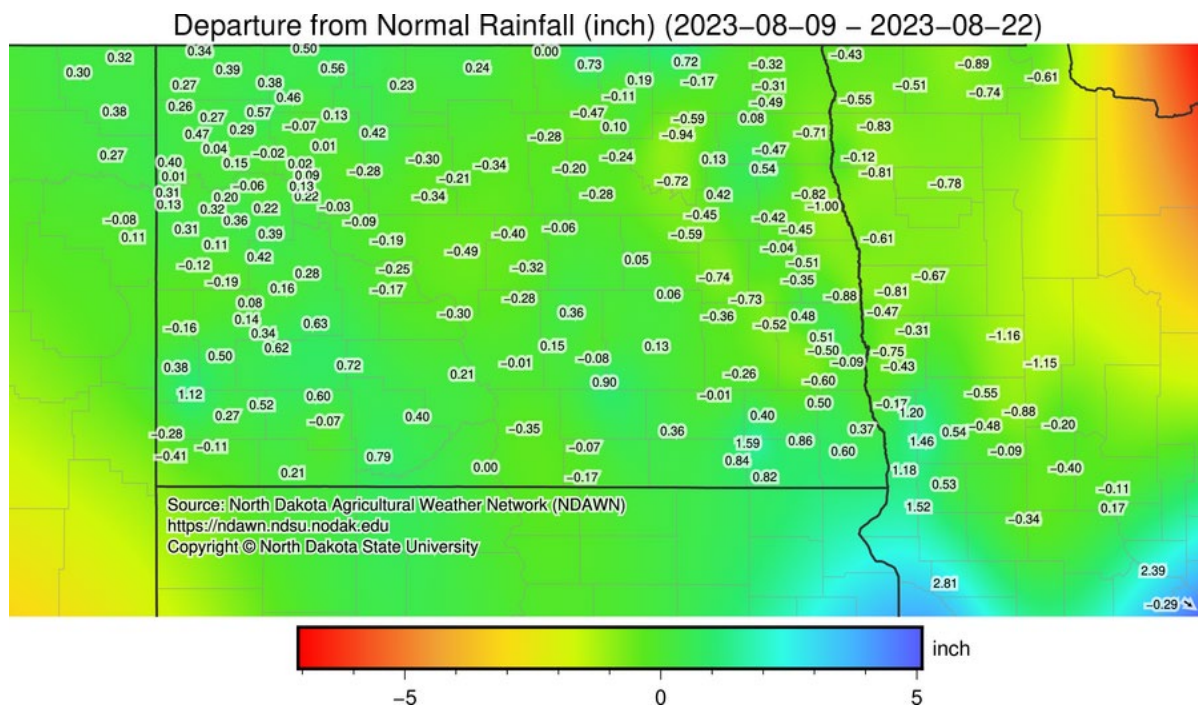 Departure from Normal Rainfall (inch) (2023−08−09 − 2023−08−22)
0.32 0.34 0.50 0.00 −0.43
0.30 0.39 0.56 0.24 0.73 0.72 −0.32 −0.89
0.27 0.38 0.23 0.19 −0.17 −0.31 −0.51 −0.61
0.46 −0.11 −0.49 −0.55 −0.74
0.38 0.26 0.27 0.57 0.13 −0.47 −0.59 0.08
0.47 0.29 −0.07 0.42 −0.28 0.10 −0.94 −0.71 −0.83
0.27 0.04 −0.02 0.01 −0.30 −0.24 0.13 −0.47 −0.12
0.40 0.15 0.02 −0.28 −0.34 −0.20 0.54 −0.81
0.01 −0.06 0.09 −0.21 −0.72 −0.78
0.31 0.20 0.13 0.22 −0.34 −0.28 0.42 −0.82
0.13 0.32 0.22 −0.03 −1.00
−0.08 0.36 −0.09 −0.45 −0.42
0.11 0.31 0.39 −0.19 −0.40 −0.06 −0.59 −0.45 −0.61
0.11 0.42 −0.49 0.05 −0.04
−0.12 0.28 −0.25 −0.32 −0.51
−0.19 0.16 −0.17 −0.74 −0.35 −0.67
0.08 −0.28 0.06 −0.73 −0.88 −0.81
0.14 0.63 −0.30 0.36 −0.36 0.48 −0.47
−0.16 0.34 −0.52 0.51 −0.31 −1.16
0.50 0.62 0.15 −0.08 0.13 −0.50 −0.75
0.38 0.72 0.21 −0.01 0.90 −0.26 −0.09 −0.43 −1.15
1.12 0.60 −0.01 −0.60 −0.55
0.27 0.52 −0.07 0.40 0.40 0.50 −0.17 1.20 −0.88
−0.28 −0.35 0.36 0.37 0.54 −0.48 −0.20
−0.41 −0.11 0.79 −0.07 1.59 0.86 0.60 1.46 −0.09
0.21 0.00 −0.17 0.84 0.82 1.18 0.53 −0.40 −0.11
1.52 −0.34 0.17
Source: North Dakota Agricultural Weather Network (NDAWN)
https://ndawn.ndsu.nodak.edu
Copyright © North Dakota State University
2.81 2.39
−0.29
inch
−5 0 5